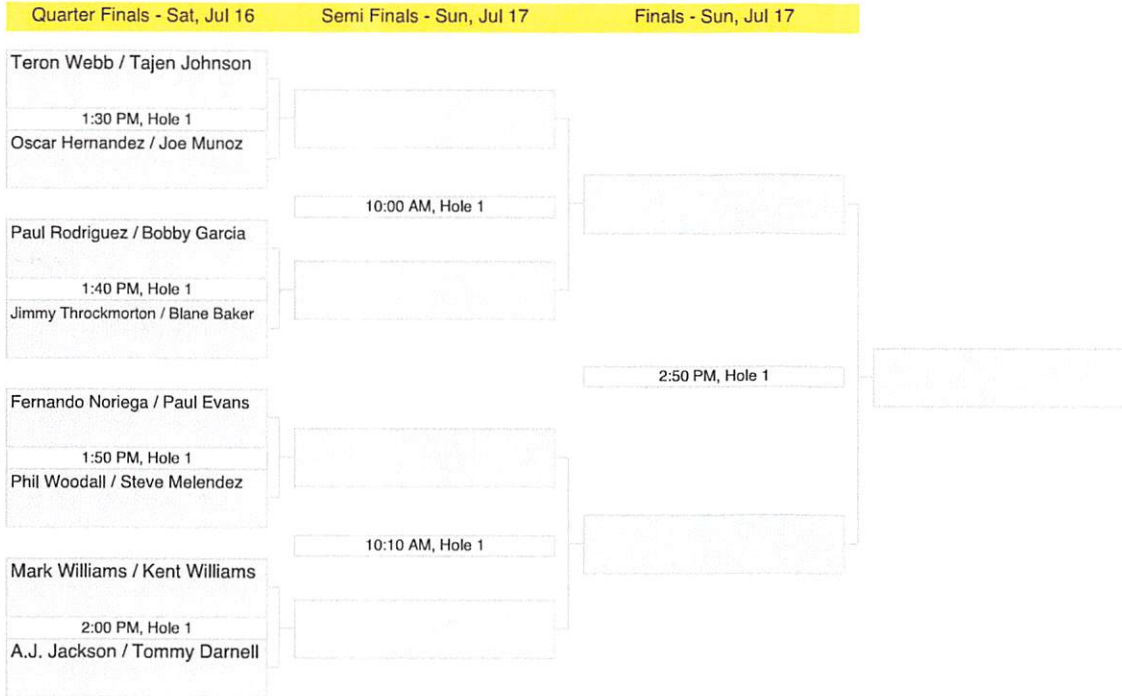 Quarter Finals - Sat, Jul 16
Semi Finals - Sun, Jul 17
Finals - Sun, Jul 17
Teron Webb / Tajen Johnson
1:30 PM, Hole 1
Oscar Hernandez / Joe Munoz
10:00 AM, Hole 1
Paul Rodriguez / Bobby Garcia
1:40 PM, Hole 1
Jimmy Throckmorton / Blane Baker
2:50 PM, Hole 1
Fernando Noriega / Paul Evans
1:50 PM, Hole 1
Phil Woodall / Steve Melendez
10:10 AM, Hole 1
Mark Williams / Kent Williams
2:00 PM, Hole 1
A.J. Jackson / Tommy Darnell